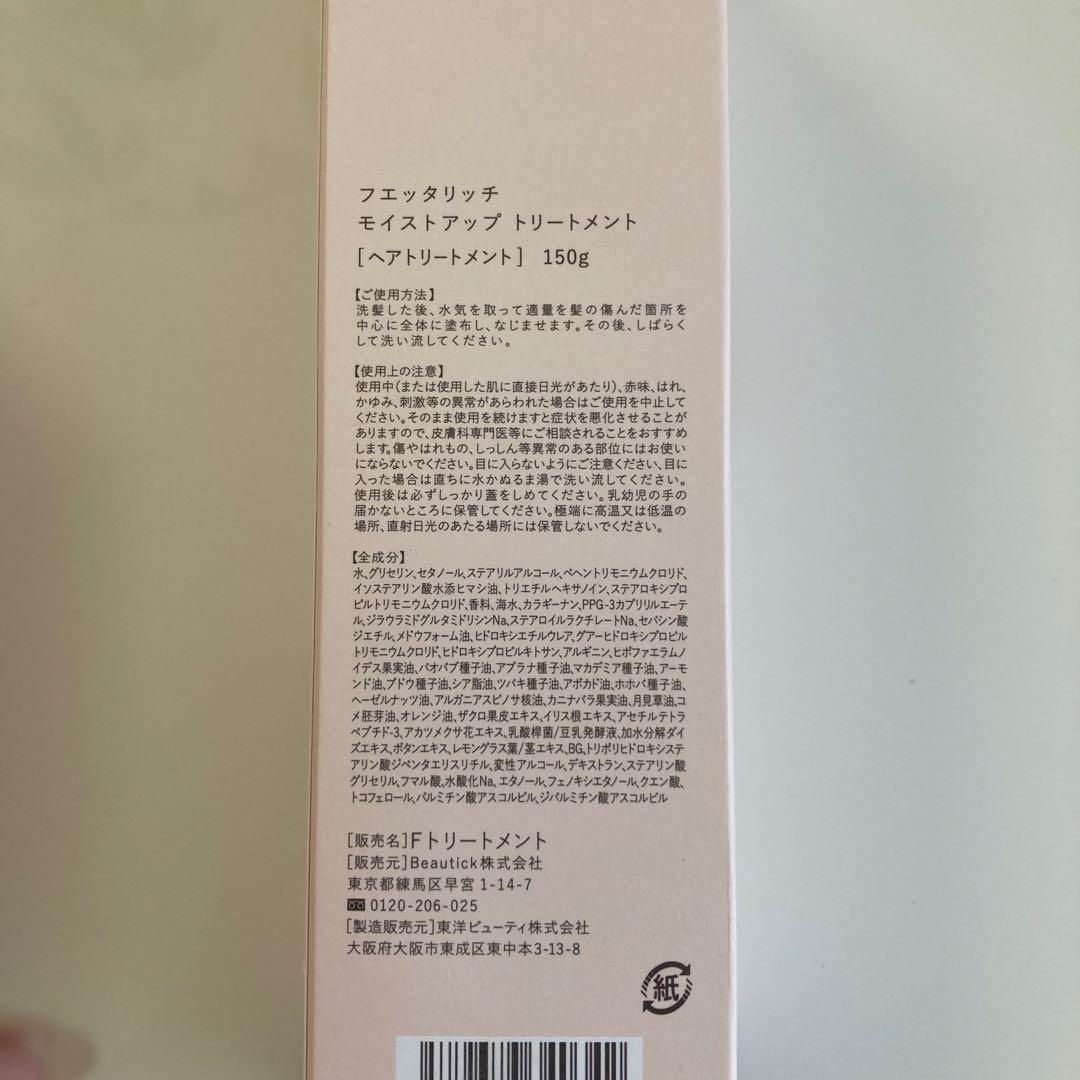 フエッタリッチ
モイストアップ トリートメント
[ヘアトリートメント] 150g
【ご使用方法】
洗髪した後、水気を取って適量を髪の傷んだ箇所を
中心に全体に塗布し、なじませます。その後、しばらく
して洗い流してください。
【使用上の注意】
使用中(または使用した肌に直接日光があたり)、赤味、はれ、
かゆみ、刺激等の異常があらわれた場合はご使用を中止して
ください。そのまま使用を続けますと症状を悪化させることが
ありますので、皮膚科専門医等にご相談されることをおすすめ
します。傷やはれもの、しっしん等異常のある部位にはお使い
にならないでください。目に入らないようにご注意ください、目に
入った場合は直ちに水かぬるま湯で洗い流してください。
使用後は必ずしっかり蓋をしめてください。乳幼児の手の
届かないところに保管してください。極端に高温又は低温の
場所、直射日光のあたる場所には保管しないでください。
【全成分】
水、グリセリン、セタノール、ステアリルアルコール、ベヘントリモニウムクロリド、
イソステアリン酸水添ヒマシ油、トリエチルヘキサノイン、ステアロキシプロ
ピルトリモニウムクロリド、香料、海水、カラギーナン、PPG-3カプリリルエーテ
ル、ジラウラミドグルタミドリシンNa、ステアロイルラクチレートNa、セバシン酸
ジエチル、メドウフォーム油、ヒドロキシエチルウレア、グアーヒドロキシプロピル
トリモニウムクロリド、ヒドロキシプロピルキトサン、アルギニン、ヒポファエラムノ
イデス果実油、バオバブ種子油、アブラナ種子油、マカデミア種子油、アーモ
ンド油、ブドウ種子油、シア脂油、ツバキ種子油、アボカド油、ホホバ種子油、
ヘーゼルナッツ油、アルガニアスピノサ核油、カニナバラ果実油、月見草油、コ
メ胚芽油、オレンジ油、ザクロ果皮エキス、イリス根エキス、アセチルテトラ
ペプチド-3、アカツメクサ花エキス、乳酸桿菌/豆乳発酵液、加水分解ダイ
ズエキス、ボタンエキス、レモングラス葉/茎エキス、BG、トリポリヒドロキシステ
アリン酸ジペンタエリスリチル、変性アルコール、デキストラン、ステアリン酸
グリセリル、フマル酸、水酸化Na、エタノール、フェノキシエタノール、クエン酸、
トコフェロール、パルミチン酸アスコルビル、ジパルミチン酸アスコルビル
[販売名]Fトリートメント
[販売元]Beautick株式会社
東京都練馬区早宮1-14-7
0120-206-025
[製造販売元]東洋ビューティ株式会社
大阪府大阪市東成区東中本3-13-8
紙